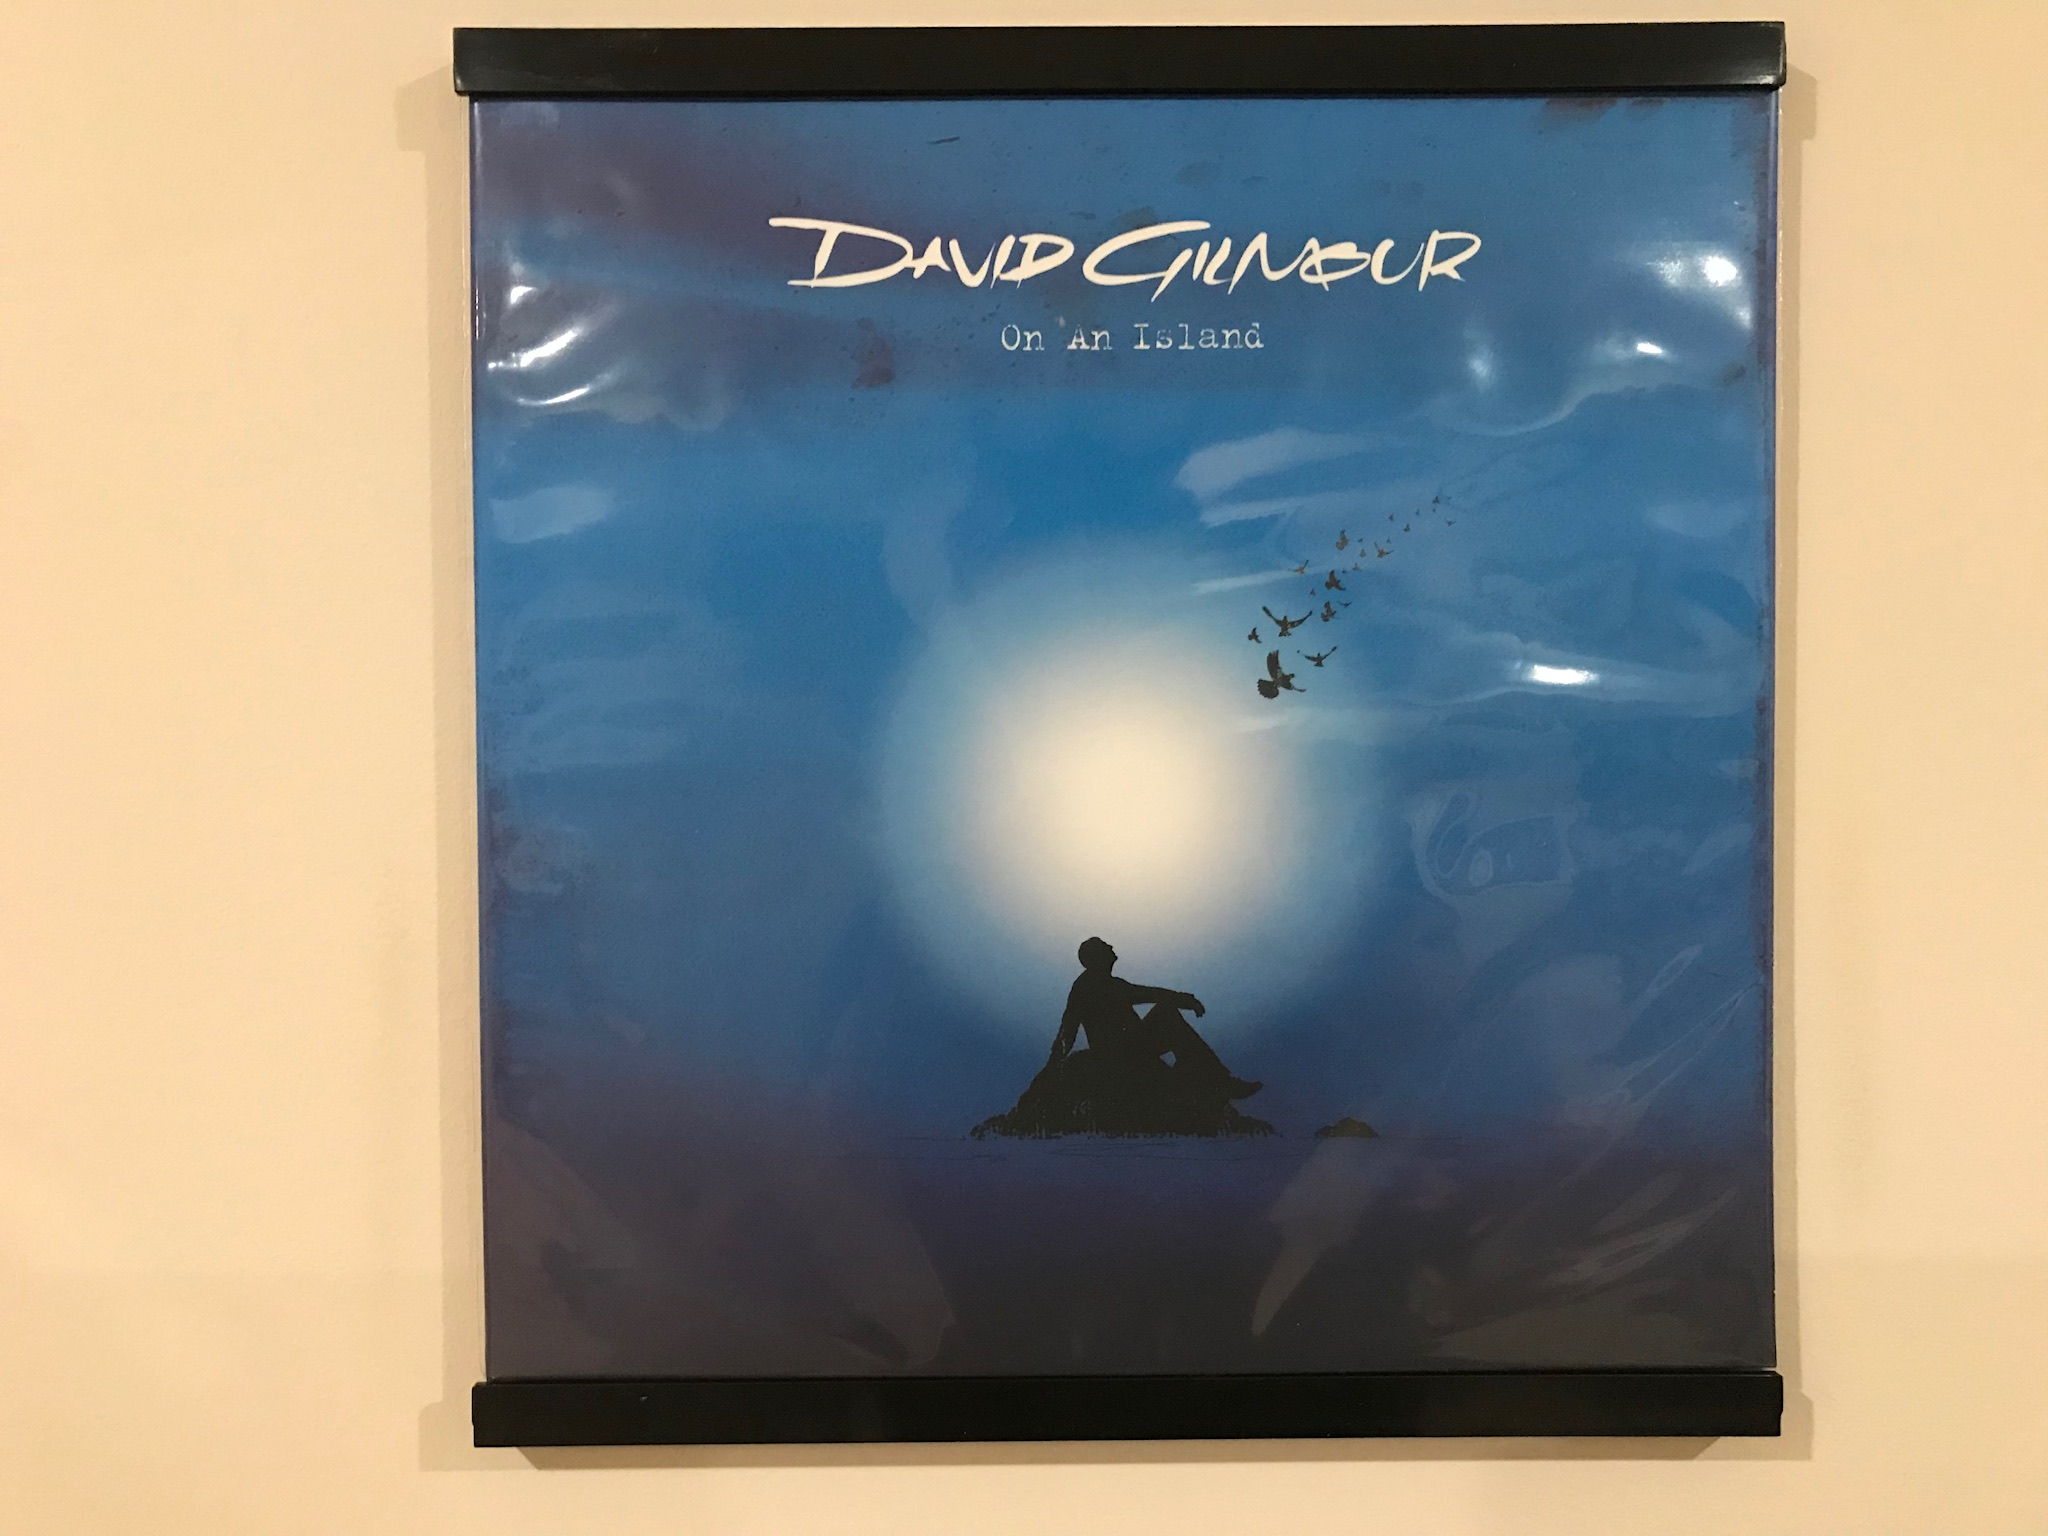 DAVID GILMOUR
On An Island